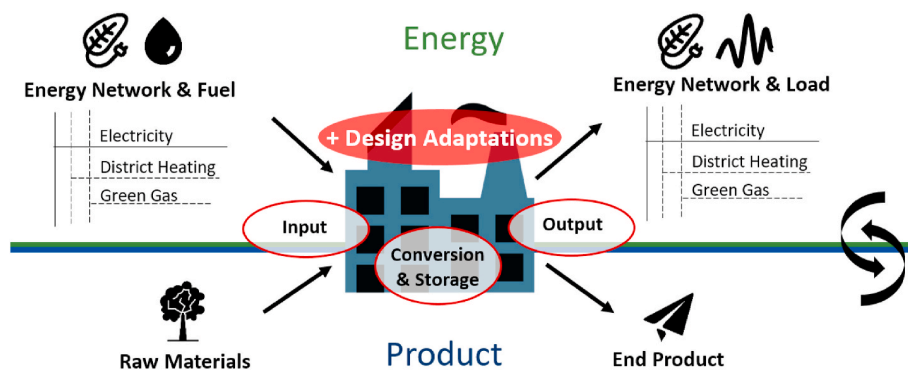 Energy
Energy Network & Fuel
Electricity
District Heating
Green Gas
+ Design Adaptations
Energy Network & Load
Electricity
District Heating
Green Gas
Input
Conversion
& Storage
Output
Raw Materials
Product
End Product